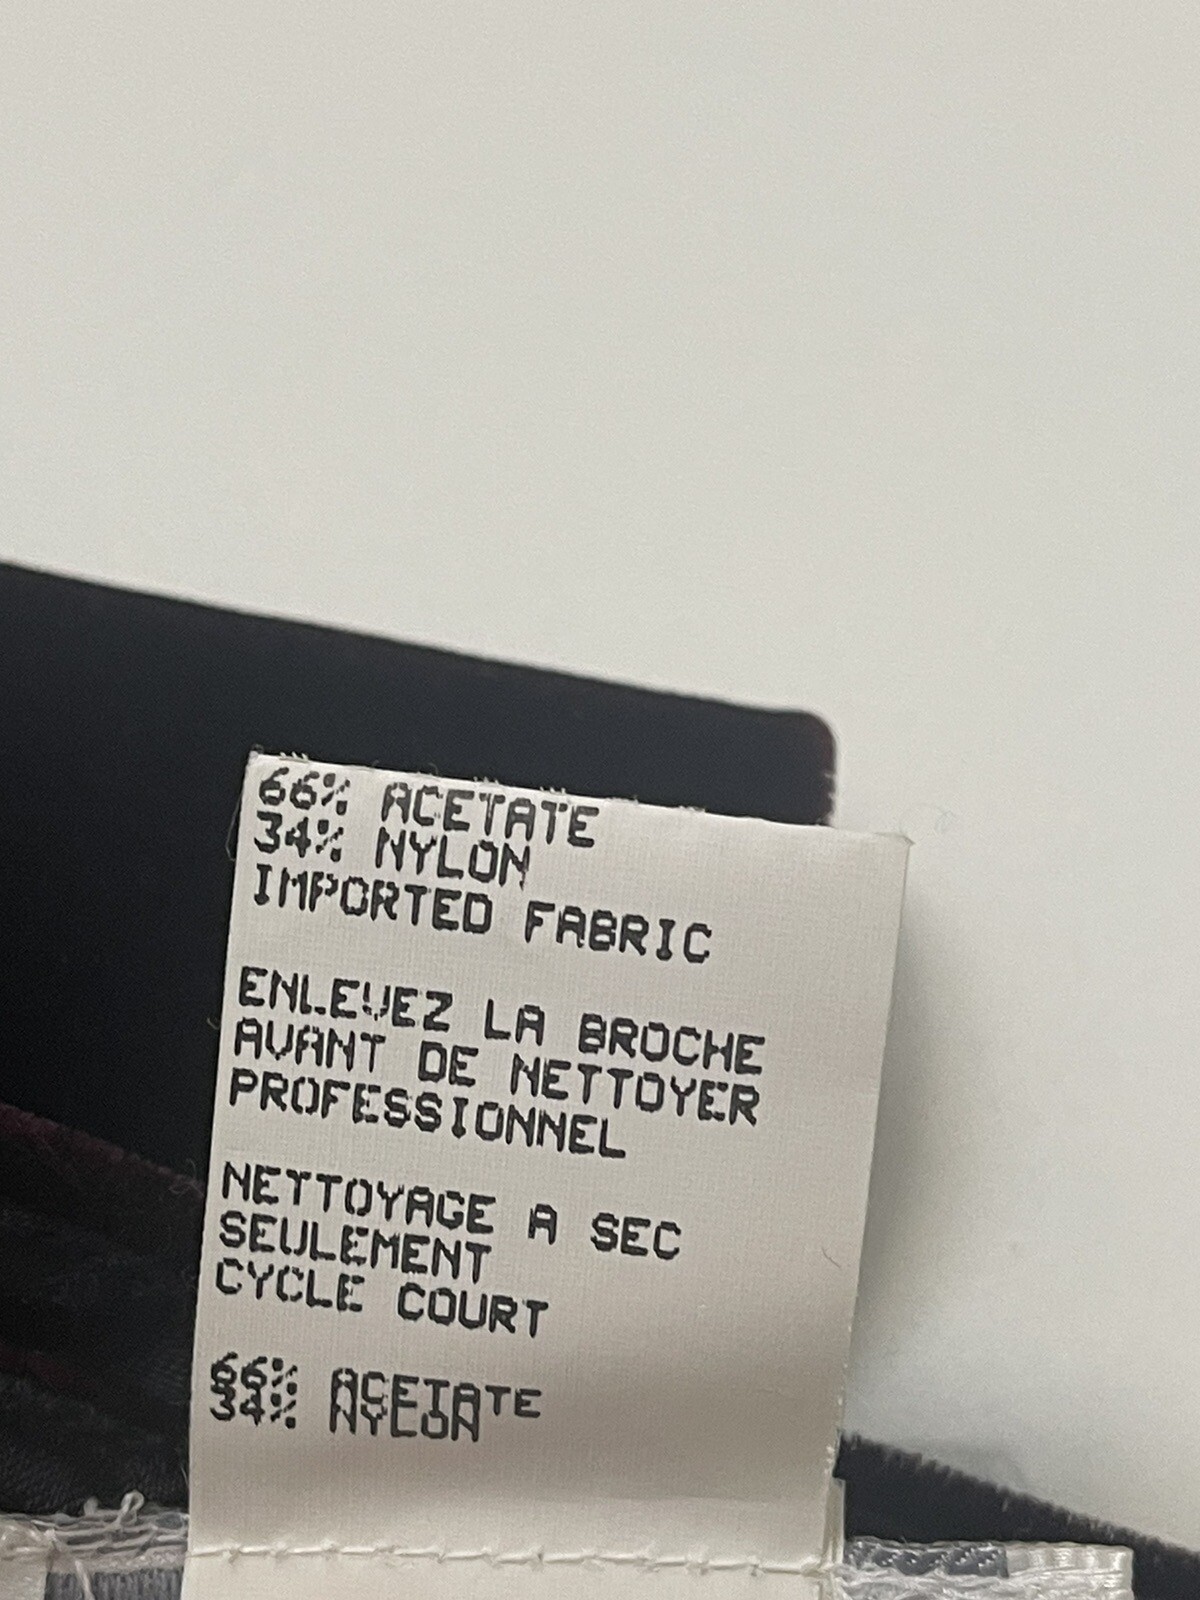 66% ACETATE
34% NYLON
IMPORTED FABRIC
ENLEVEZ LA BROCHE
AVANT DE NETTOYER
PROFESSIONNEL
NETTOYAGE A SEC
SEULEMENT
CYCLE COURT
66% ACETATE
34% NYLON